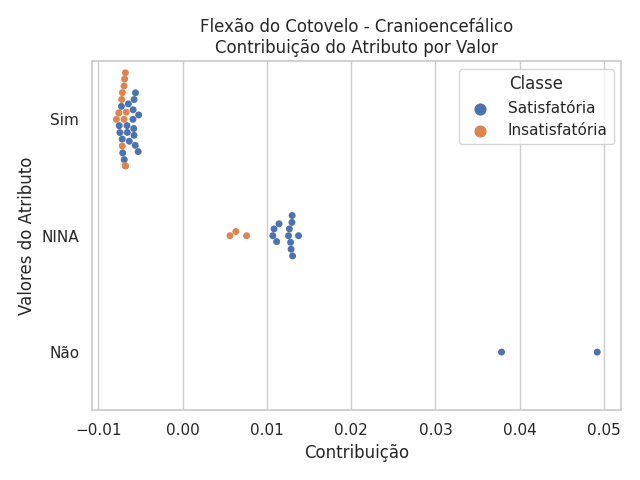 Flexão do Cotovelo - Cranioencefálico
Contribuição do Atributo por Valor
Classe
Satisfatória
Insatisfatória
Valores do Atributo
Sim
NINA
Não
−0.01
0.00
0.01
0.02
0.03
0.04
0.05
Contribuição